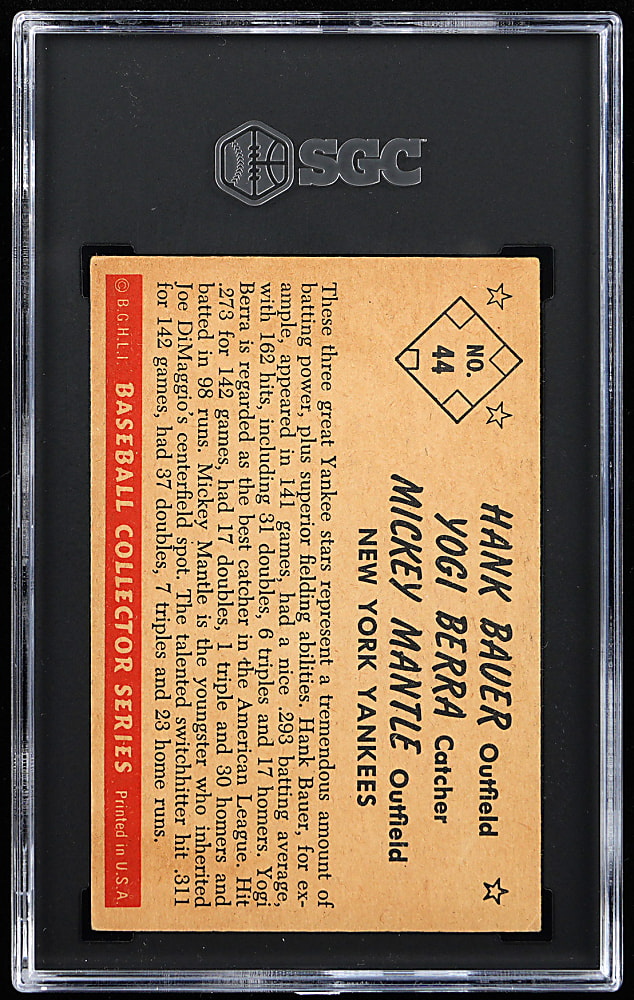 SGC
NO.
44
HANK BAUER Outfield
YOGI BERRA Catcher
MICKEY MANTLE Outfield
NEW YORK YANKEES
These three great Yankee stars represent a tremendous amount of
batting power, plus superior fielding abilities. Hank Bauer, for ex-
ample, appeared in 141 games, had a nice .293 batting average,
with 162 hits, including 31 doubles, 6 triples and 17 homers. Yogi
Berra is regarded as the best catcher in the American League. Hit
.273 for 142 games, had 17 doubles, 1 triple and 30 homers and
batted in 98 runs. Mickey Mantle is the youngster who inherited
Joe DiMaggio's centerfield spot. The talented switchhitter hit .311
for 142 games, had 37 doubles, 7 triples and 23 home runs.
© B.G.H.L.I. BASEBALL COLLECTOR SERIES Printed in U.S.A.